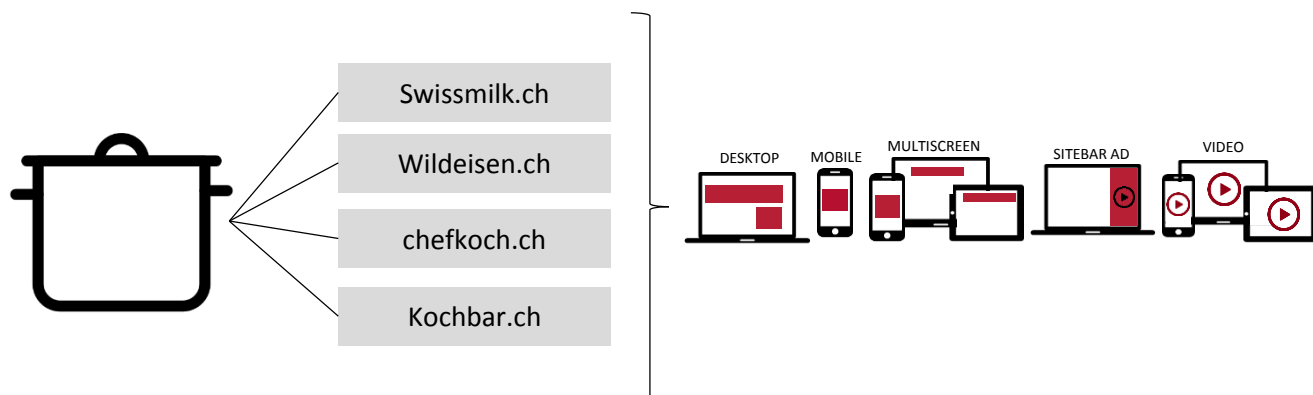 Swissmilk.ch
Wildeisen.ch
chefkoch.ch
Kochbar.ch
DESKTOP
MOBILE
MULTISCREEN
SITEBAR AD
VIDEO